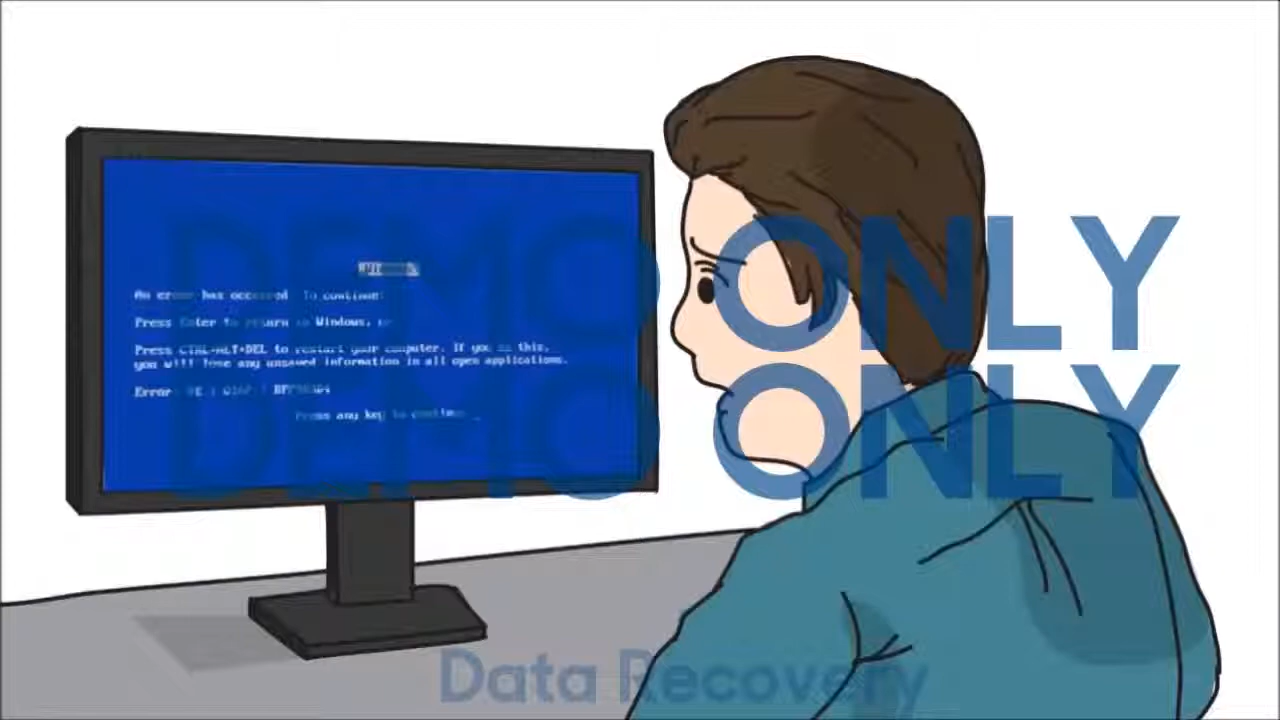 An error has occurred To continue:
Press Enter to return to Windows, or
Press CTRL+ALT+DEL to restart your computer. If you this,
you will lose any unsaved information in all open applications.
Error
Press any key to continue _
DEMO ONLY
DEMO ONLY
Data Recovery